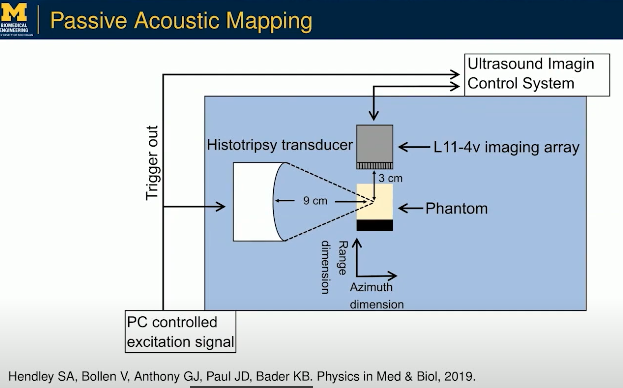 M
BIOMEDICAL
ENGINEERING
Passive Acoustic Mapping
Ultrasound Imagin
Control System
Trigger out
Histotripsy transducer
L11-4v imaging array
3 cm
9 cm
Phantom
Range
dimension
Azimuth
dimension
PC controlled
excitation signal
Hendley SA, Bollen V, Anthony GJ, Paul JD, Bader KB. Physics in Med & Biol, 2019.